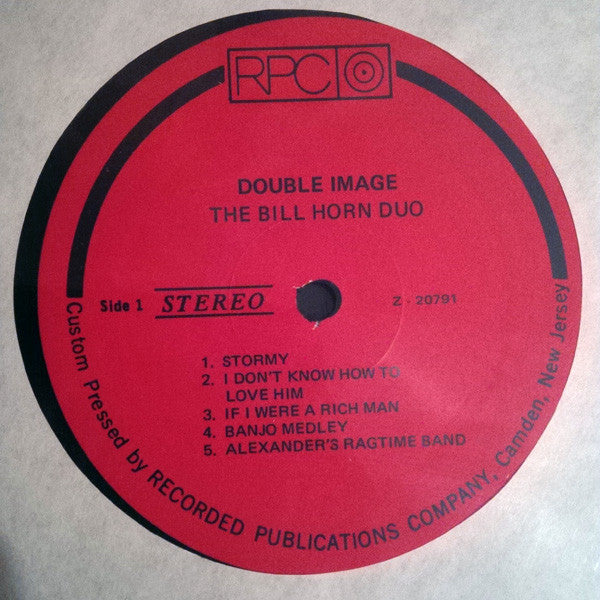 RPC
DOUBLE IMAGE
THE BILL HORN DUO
Side 1 STEREO Z - 20791
1. STORMY
2. I DON'T KNOW HOW TO
LOVE HIM
3. IF I WERE A RICH MAN
4. BANJO MEDLEY
5. ALEXANDER'S RAGTIME BAND
Custom Pressed by RECORDED PUBLICATIONS COMPANY, Camden, New Jersey